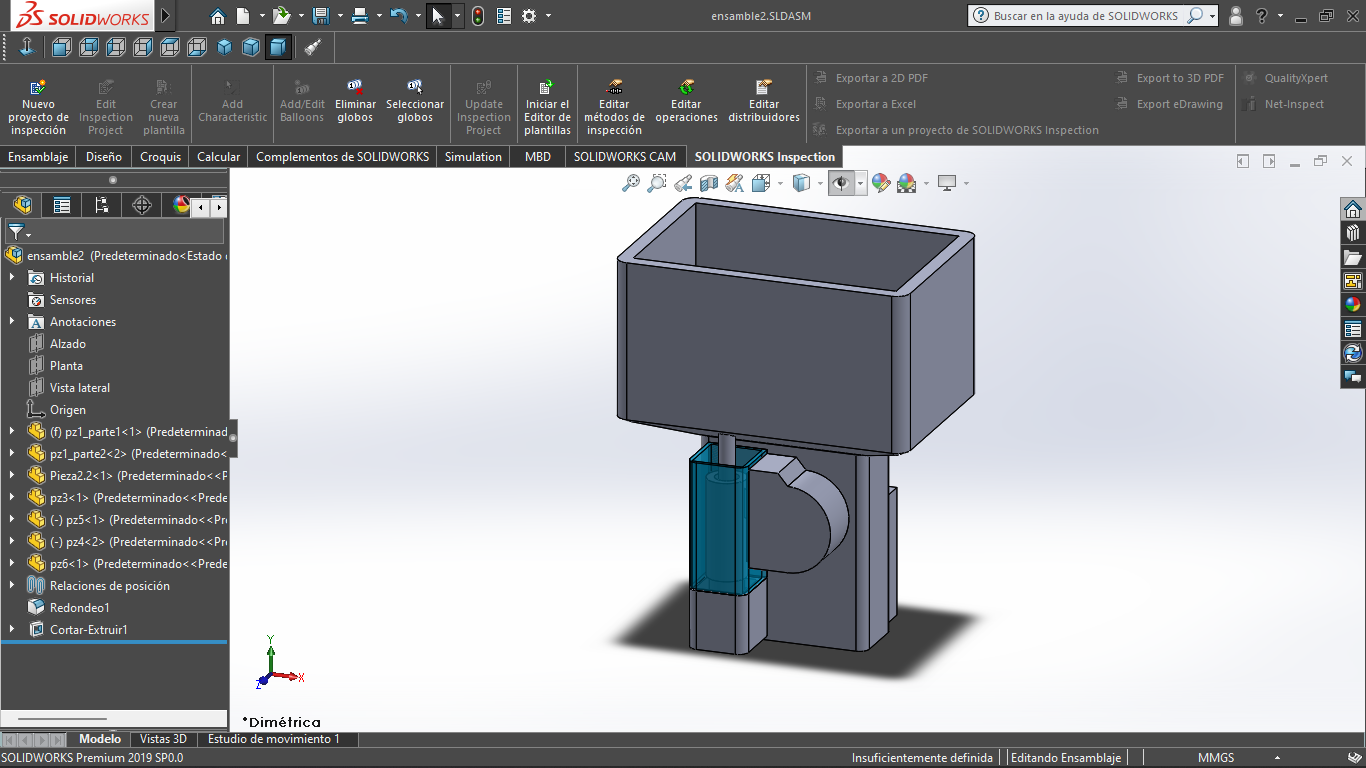 SOLIDWORKS
ensamble2.SLDASM
Buscar en la ayuda de SOLIDWORKS
?
Nuevo proyecto de inspección
Edit Inspection Project
Crear nueva plantilla
Add Characteristic
Add/Edit Balloons
Eliminar globos
Seleccionar globos
Update Inspection Project
Iniciar el Editor de plantillas
Editar métodos de inspección
Editar operaciones
Editar distribuidores
Exportar a 2D PDF
Exportar a Excel
Exportar a un proyecto de SOLIDWORKS Inspection
Export to 3D PDF
Export eDrawing
QualityXpert
Net-Inspect
Ensamblaje
Diseño
Croquis
Calcular
Complementos de SOLIDWORKS
Simulation
MBD
SOLIDWORKS CAM
SOLIDWORKS Inspection
ensamble2 (Predeterminado<Estado
Historial
Sensores
Anotaciones
Alzado
Planta
Vista lateral
Origen
(f) pz1_parte1<1> (Predeterminad
pz1_parte2<2> (Predeterminado<
Pieza2.2<1> (Predeterminado<<P
pz3<1> (Predeterminado<<Prede
(-) pz5<1> (Predeterminado<<Pr
(-) pz4<2> (Predeterminado<<Pr
pz6<1> (Predeterminado<<Prede
Relaciones de posición
Redondeo1
Cortar-Extruir1
Y
X
Z
*Dimétrica
Modelo
Vistas 3D
Estudio de movimiento 1
SOLIDWORKS Premium 2019 SP0.0
Insuficientemente definida
Editando Ensamblaje
MMGS